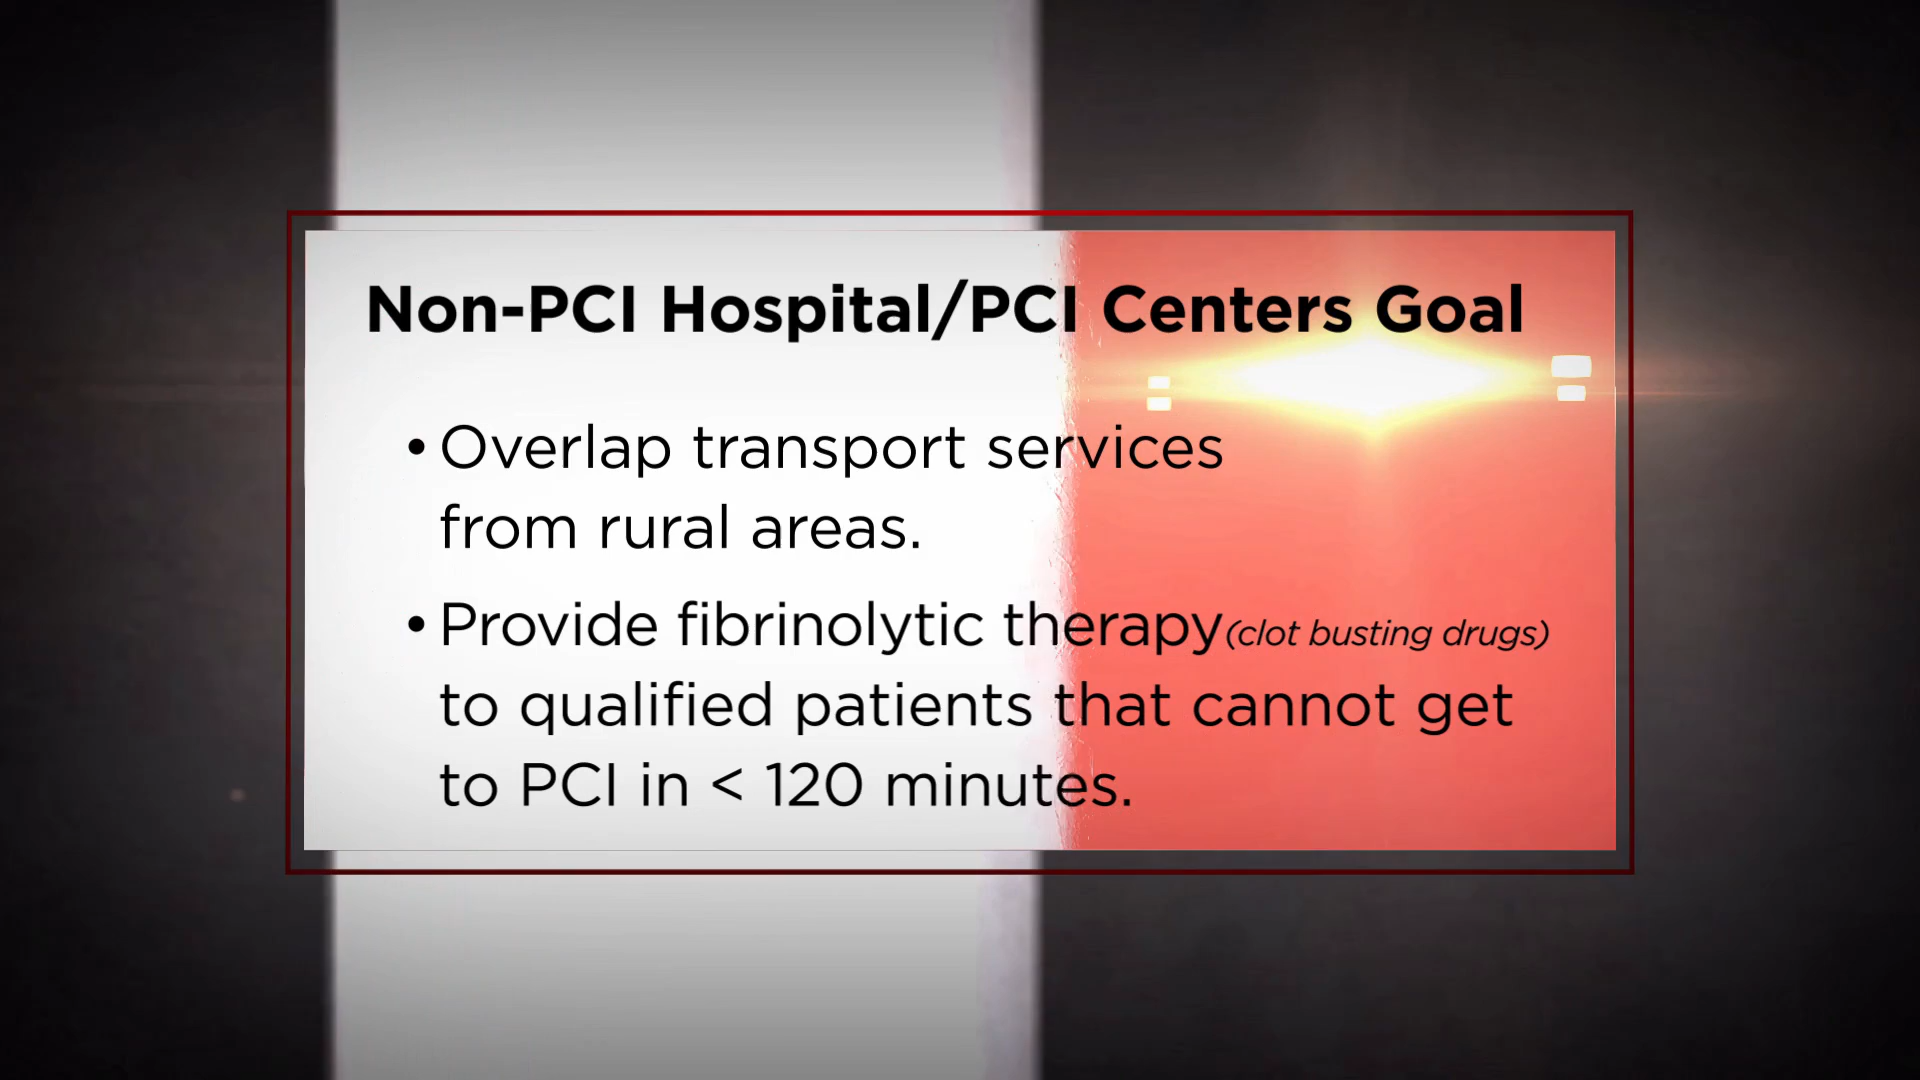 Non-PCI Hospital/PCI Centers Goal
• Overlap transport services
from rural areas.
• Provide fibrinolytic therapy (clot busting drugs)
to qualified patients that cannot get
to PCI in < 120 minutes.